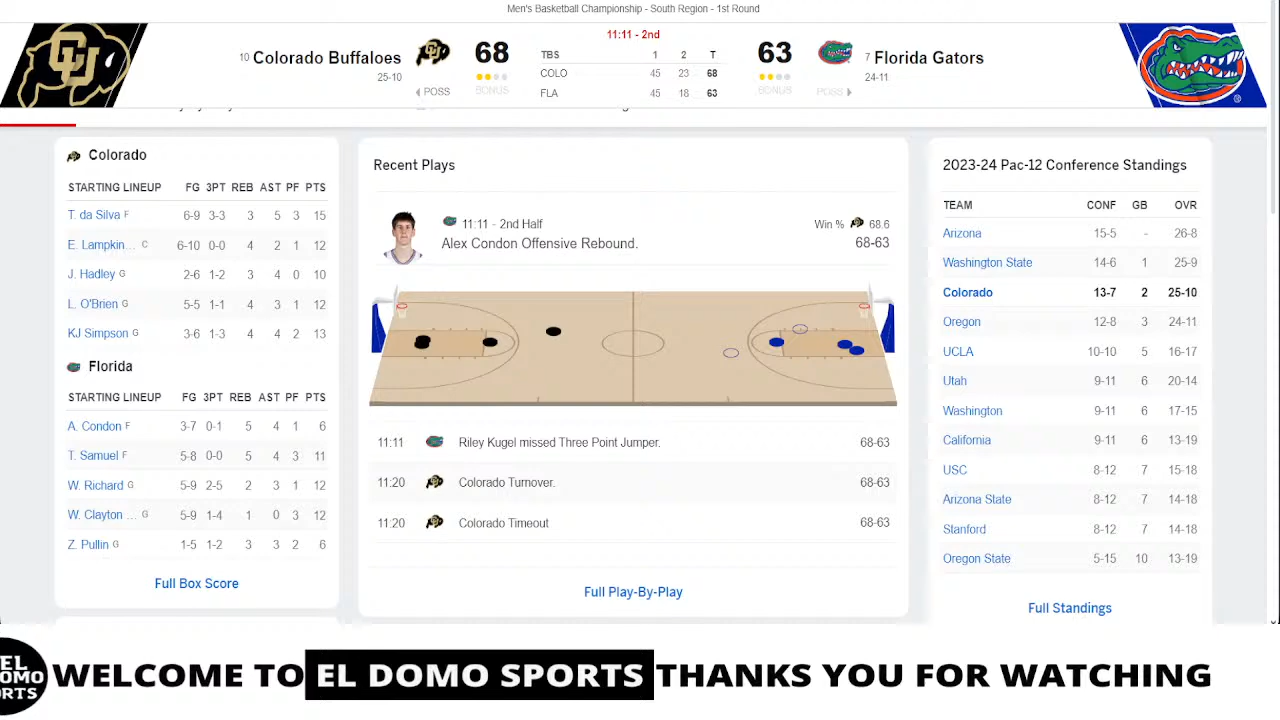 Men's Basketball Championship - South Region - 1st Round
10 Colorado Buffaloes
25-10
68
BONUS
POSS
11:11 - 2nd
TBS 1 2 T
COLO 45 23 68
FLA 45 18 63
63
BONUS
POSS
7 Florida Gators
24-11
Colorado
STARTING LINEUP FG 3PT REB AST PF PTS
T. da Silva F 6-9 3-3 3 5 3 15
E. Lampkin... C 6-10 0-0 4 2 1 12
J. Hadley G 2-6 1-2 3 4 0 10
L. O'Brien G 5-5 1-1 4 3 1 12
KJ Simpson G 3-6 1-3 4 4 2 13
Florida
STARTING LINEUP FG 3PT REB AST PF PTS
A. Condon F 3-7 0-1 5 4 1 6
T. Samuel F 5-8 0-0 5 4 3 11
W. Richard G 5-9 2-5 2 3 1 12
W. Clayton ... G 5-9 1-4 1 0 3 12
Z. Pullin G 1-5 1-2 3 3 2 6
Full Box Score
Recent Plays
11:11 - 2nd Half
Alex Condon Offensive Rebound.
Win % 68.6
68-63
11:11 Riley Kugel missed Three Point Jumper. 68-63
11:20 Colorado Turnover. 68-63
11:20 Colorado Timeout 68-63
Full Play-By-Play
2023-24 Pac-12 Conference Standings
TEAM CONF GB OVR
Arizona 15-5 - 26-8
Washington State 14-6 1 25-9
Colorado 13-7 2 25-10
Oregon 12-8 3 24-11
UCLA 10-10 5 16-17
Utah 9-11 6 20-14
Washington 9-11 6 17-15
California 9-11 6 13-19
USC 8-12 7 15-18
Arizona State 8-12 7 14-18
Stanford 8-12 7 14-18
Oregon State 5-15 10 13-19
Full Standings
WELCOME TO EL DOMO SPORTS THANKS YOU FOR WATCHING